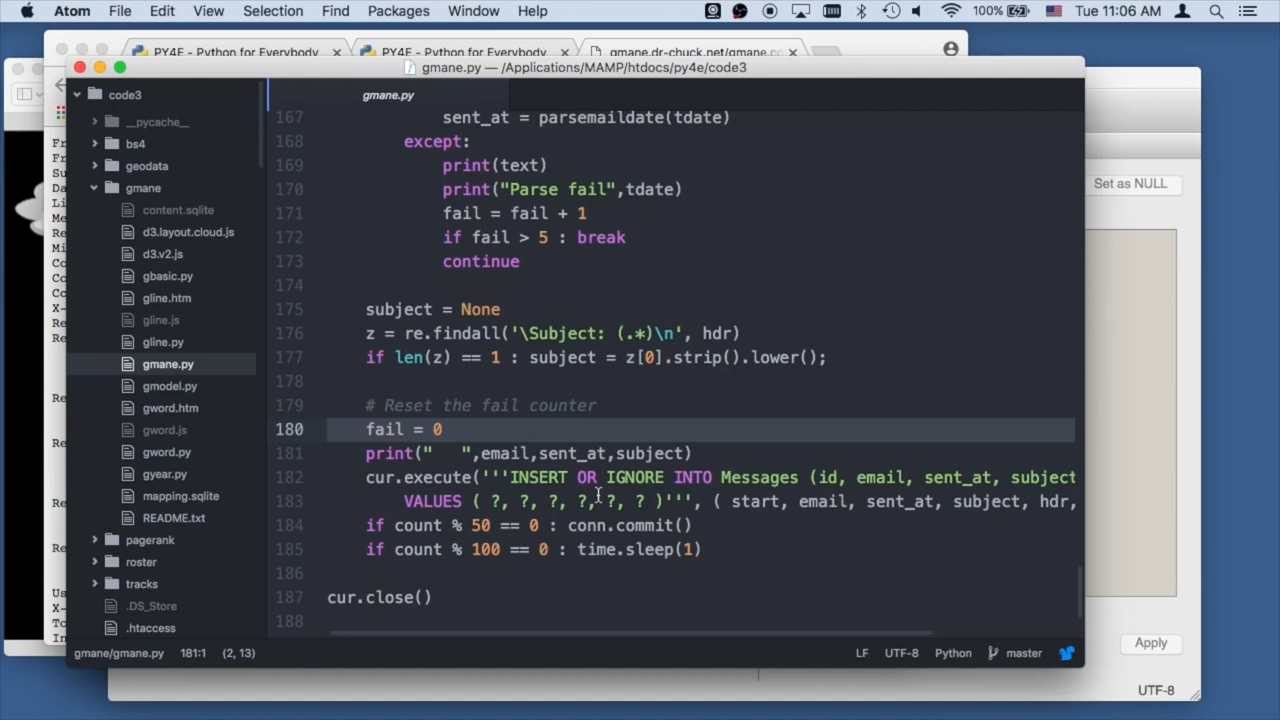 Atom File Edit View Selection Find Packages Window Help 100% Tue 11:06 AM
PY4E - Python for Everybody PY4E - Python for Everybody gmane.dr-chuck.net/gmane.co
gmane.py — /Applications/MAMP/htdocs/py4e/code3
code3
__pycache__
bs4
geodata
gmane
content.sqlite
d3.layout.cloud.js
d3.v2.js
gbasic.py
gline.htm
gline.js
gline.py
gmane.py
gmodel.py
gword.htm
gword.js
gword.py
gyear.py
mapping.sqlite
README.txt
pagerank
roster
tracks
.DS_Store
.htaccess
gmane.py
167 sent_at = parsemaildate(tdate)
168 except:
169 print(text)
170 print("Parse fail",tdate)
171 fail = fail + 1
172 if fail > 5 : break
173 continue
174
175 subject = None
176 z = re.findall('\Subject: (.*)\n', hdr)
177 if len(z) == 1 : subject = z[0].strip().lower();
178
179 # Reset the fail counter
180 fail = 0
181 print("   ",email,sent_at,subject)
182 cur.execute('''INSERT OR IGNORE INTO Messages (id, email, sent_at, subject
183 VALUES ( ?, ?, ?, ?, ?, ? )''', ( start, email, sent_at, subject, hdr,
184 if count % 50 == 0 : conn.commit()
185 if count % 100 == 0 : time.sleep(1)
186
187 cur.close()
188
gmane/gmane.py 181:1 (2, 13) LF UTF-8 Python master
Set as NULL
Apply
UTF-8